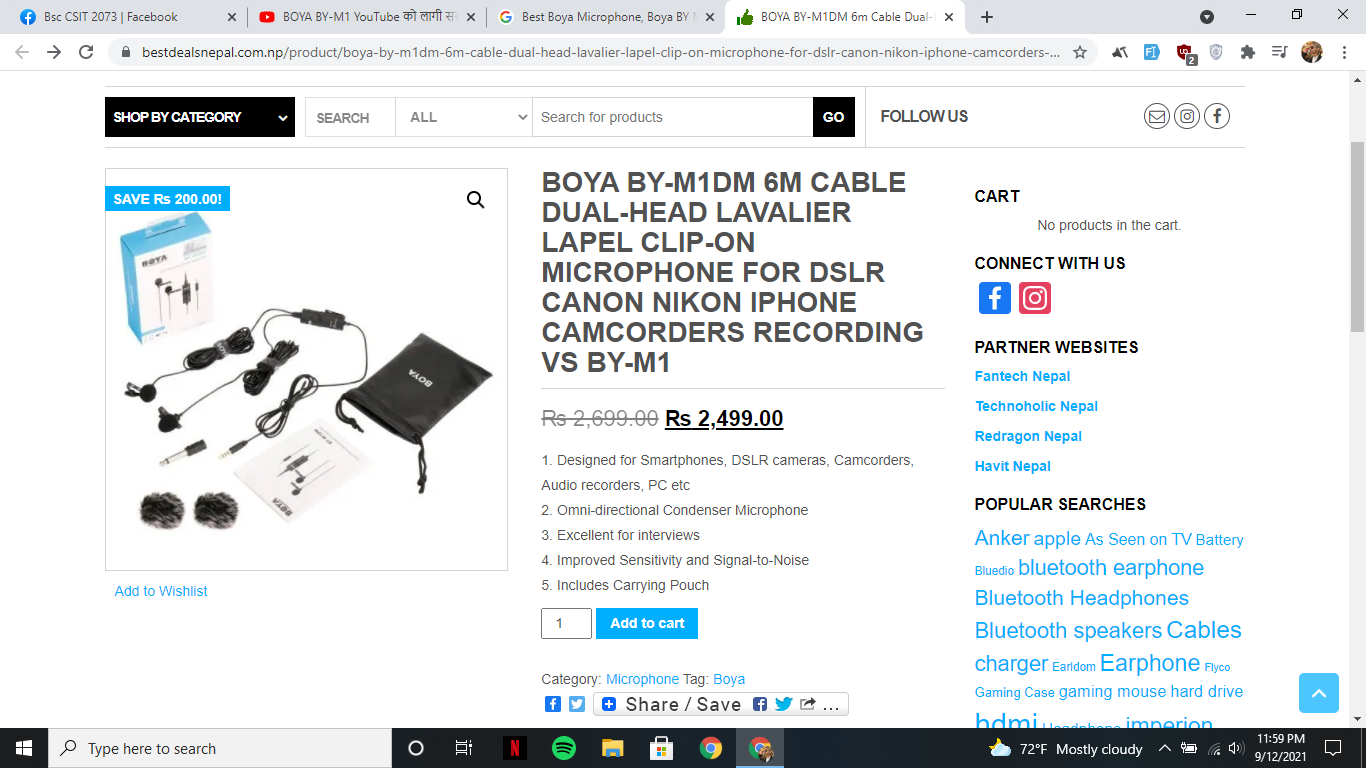 Bsc CSIT 2073 | Facebook
BOYA BY-M1 YouTube को लागी
Best Boya Microphone, Boya BY
BOYA BY-M1DM 6m Cable Dual-
bestdealsnepal.com.np/product/boya-by-m1dm-6m-cable-dual-head-lavalier-lapel-clip-on-microphone-for-dslr-canon-nikon-iphone-camcorders-...
2
SHOP BY CATEGORY
SEARCH
ALL
Search for products
GO
FOLLOW US
SAVE ₨ 200.00!
BOYA
BOYA
BOYA BY-M1DM 6M CABLE
DUAL-HEAD LAVALIER
LAPEL CLIP-ON
MICROPHONE FOR DSLR
CANON NIKON IPHONE
CAMCORDERS RECORDING
VS BY-M1
₨ 2,699.00 ₨ 2,499.00
1. Designed for Smartphones, DSLR cameras, Camcorders,
Audio recorders, PC etc
2. Omni-directional Condenser Microphone
3. Excellent for interviews
4. Improved Sensitivity and Signal-to-Noise
5. Includes Carrying Pouch
1
Add to cart
Add to Wishlist
Category: Microphone Tag: Boya
Share / Save
...
CART
No products in the cart.
CONNECT WITH US
PARTNER WEBSITES
Fantech Nepal
Technoholic Nepal
Redragon Nepal
Havit Nepal
POPULAR SEARCHES
Anker apple As Seen on TV Battery
Bluedio bluetooth earphone
Bluetooth Headphones
Bluetooth speakers Cables
charger Earldom Earphone Flyco
Gaming Case gaming mouse hard drive
hdmi Headphone imperion
Type here to search
72°F Mostly cloudy
11:59 PM
9/12/2021